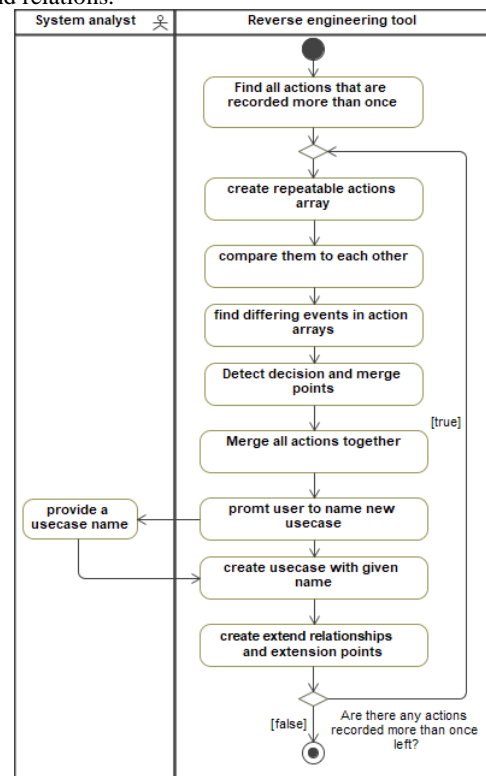 nd relations.
System analyst
Reverse engineering tool
Find all actions that are
recorded more than once
create repeatable actions
array
compare them to each other
find differing events in action
arrays
Detect decision and merge
points
[true]
Merge all actions together
provide a
usecase name
promt user to name new
usecase
create usecase with given
name
create extend relationships
and extension points
[false]
Are there any actions
recorded more than once
left?